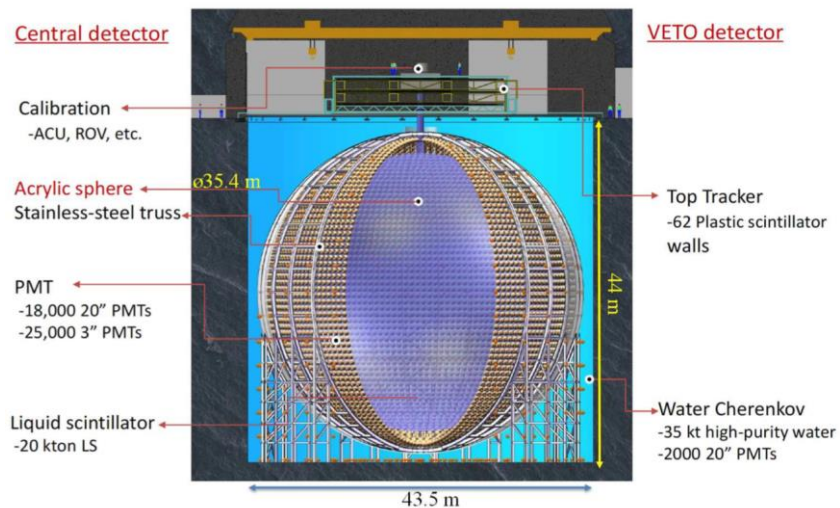 Central detector
VETO detector
Calibration
-ACU, ROV, etc.
Acrylic sphere
ø35.4 m
Stainless-steel truss
Top Tracker
-62 Plastic scintillator
walls
PMT
-18,000 20” PMTs
-25,000 3” PMTs
44 m
Liquid scintillator
-20 kton LS
Water Cherenkov
-35 kt high-purity water
-2000 20” PMTs
43.5 m